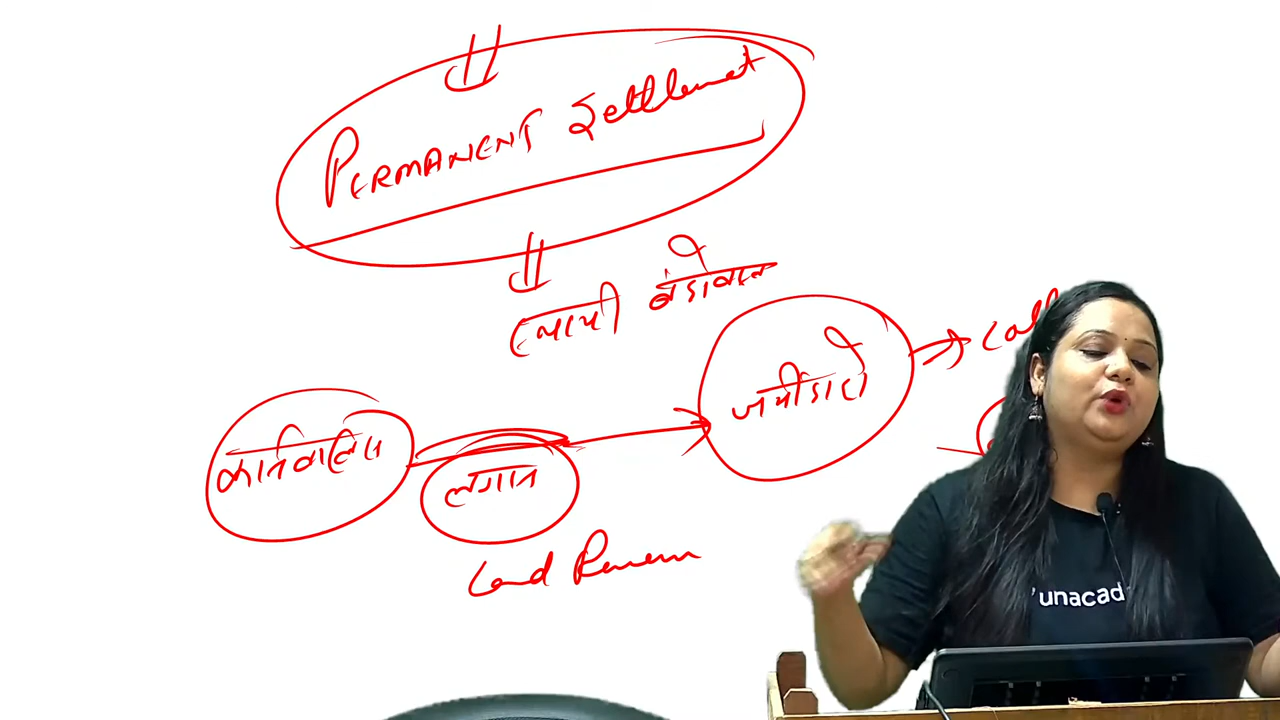 PERMANENT Settlement
स्थायी बंदोबस्त
जमीदारो
कार्नवालिस
लगान
Land Revenu
unacad